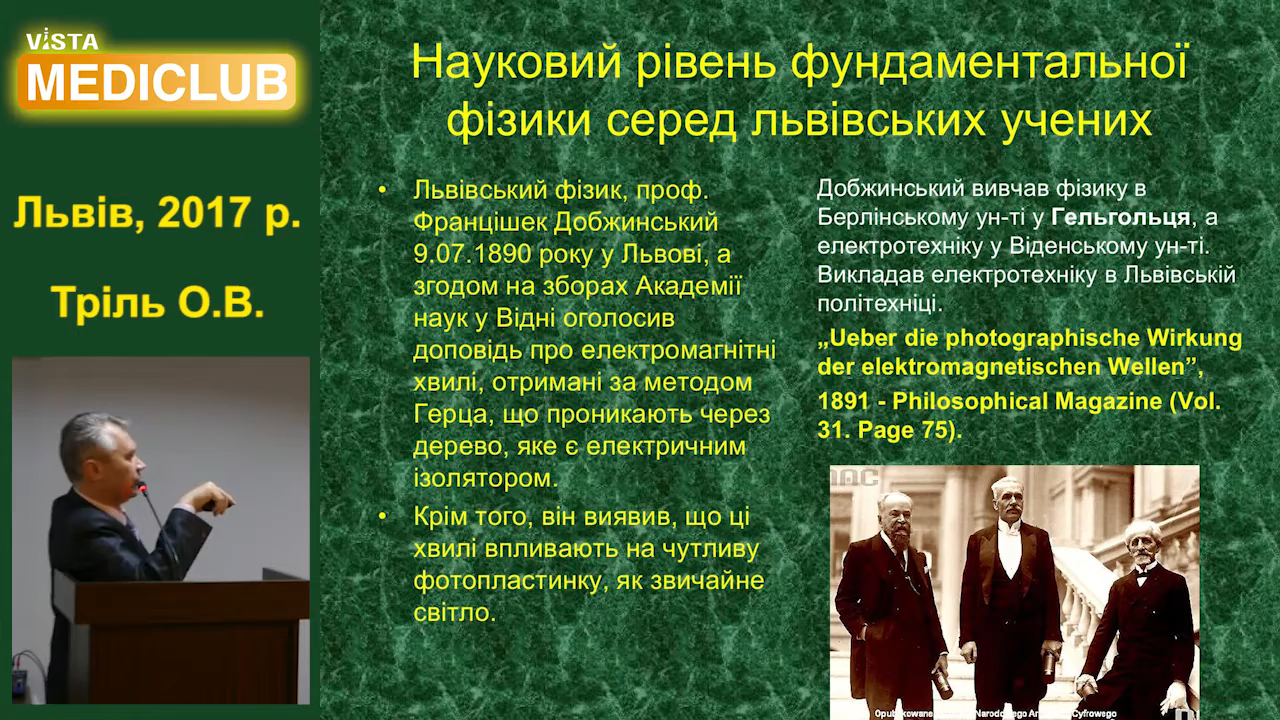 ViSTA
MEDICLUB
Львів, 2017 р.
Тріль О.В.
Науковий рівень фундаментальної
фізики серед львівських учених
• Львівський фізик, проф.
Францішек Добжинський
9.07.1890 року у Львові, а
згодом на зборах Академії
наук у Відні оголосив
доповідь про електромагнітні
хвилі, отримані за методом
Герца, що проникають через
дерево, яке є електричним
ізолятором.
• Крім того, він виявив, що ці
хвилі впливають на чутливу
фотопластинку, як звичайне
світло.
Добжинський вивчав фізику в
Берлінському ун-ті у Гельгольця, а
електротехніку у Віденському ун-ті.
Викладав електротехніку в Львівській
політехніці.
„Ueber die photographische Wirkung
der elektromagnetischen Wellen”,
1891 - Philosophical Magazine (Vol.
31. Page 75).